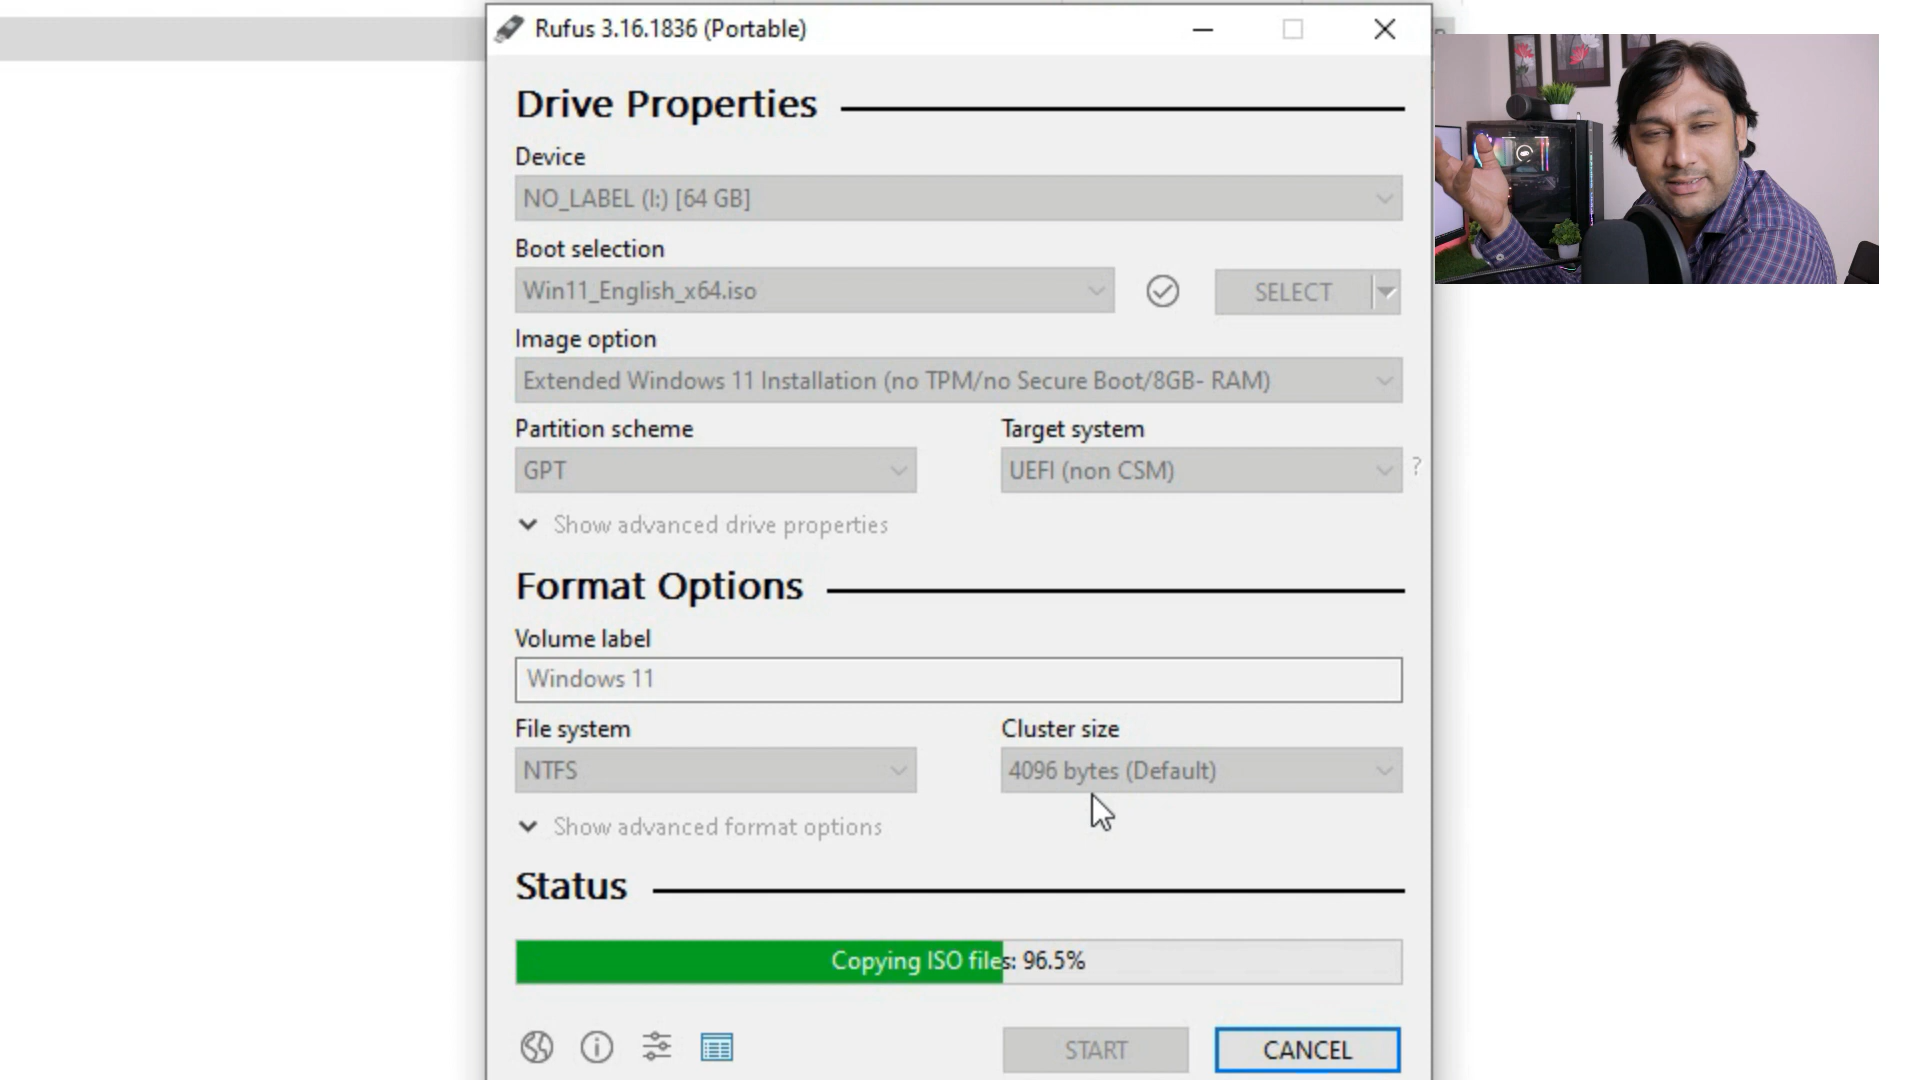 Rufus 3.16.1836 (Portable)
Drive Properties
Device
NO_LABEL (I:) [64 GB]
Boot selection
Win11_English_x64.iso
SELECT
Image option
Extended Windows 11 Installation (no TPM/no Secure Boot/8GB- RAM)
Partition scheme
Target system
GPT
UEFI (non CSM)
?
Show advanced drive properties
Format Options
Volume label
Windows 11
File system
Cluster size
NTFS
4096 bytes (Default)
Show advanced format options
Status
Copying ISO files: 96.5%
START
CANCEL